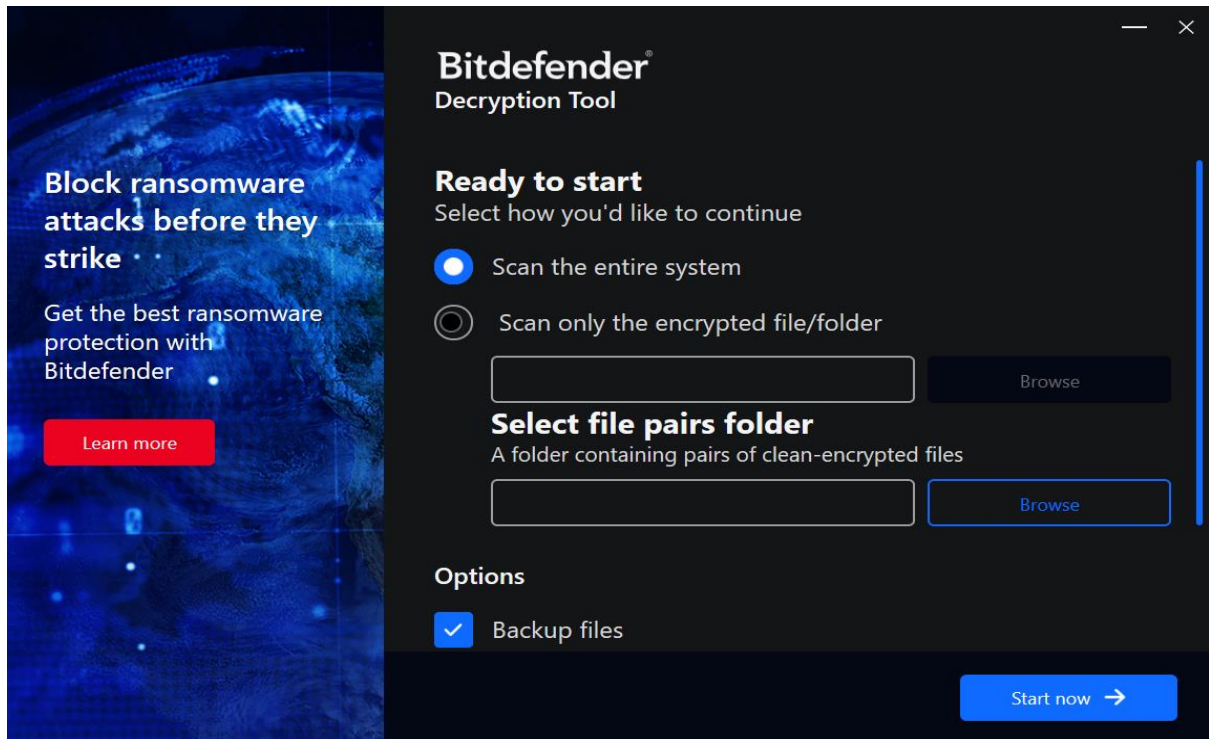 Block ransomware
attacks before they
strike
Get the best ransomware
protection with
Bitdefender
Learn more
Bitdefender®
Decryption Tool
Ready to start
Select how you'd like to continue
Scan the entire system
Scan only the encrypted file/folder
Browse
Select file pairs folder
A folder containing pairs of clean-encrypted files
Browse
Options
Backup files
Start now